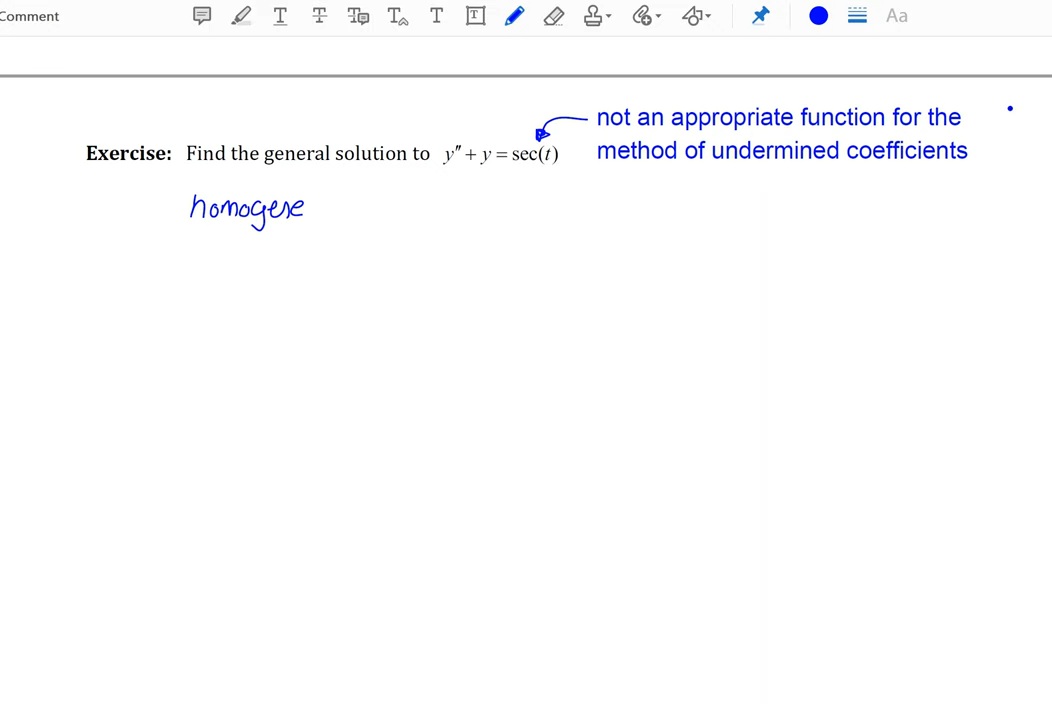 Comment
Aa
not an appropriate function for the
Exercise: Find the general solution to y″ + y = sec(t)
method of undermined coefficients
homogene